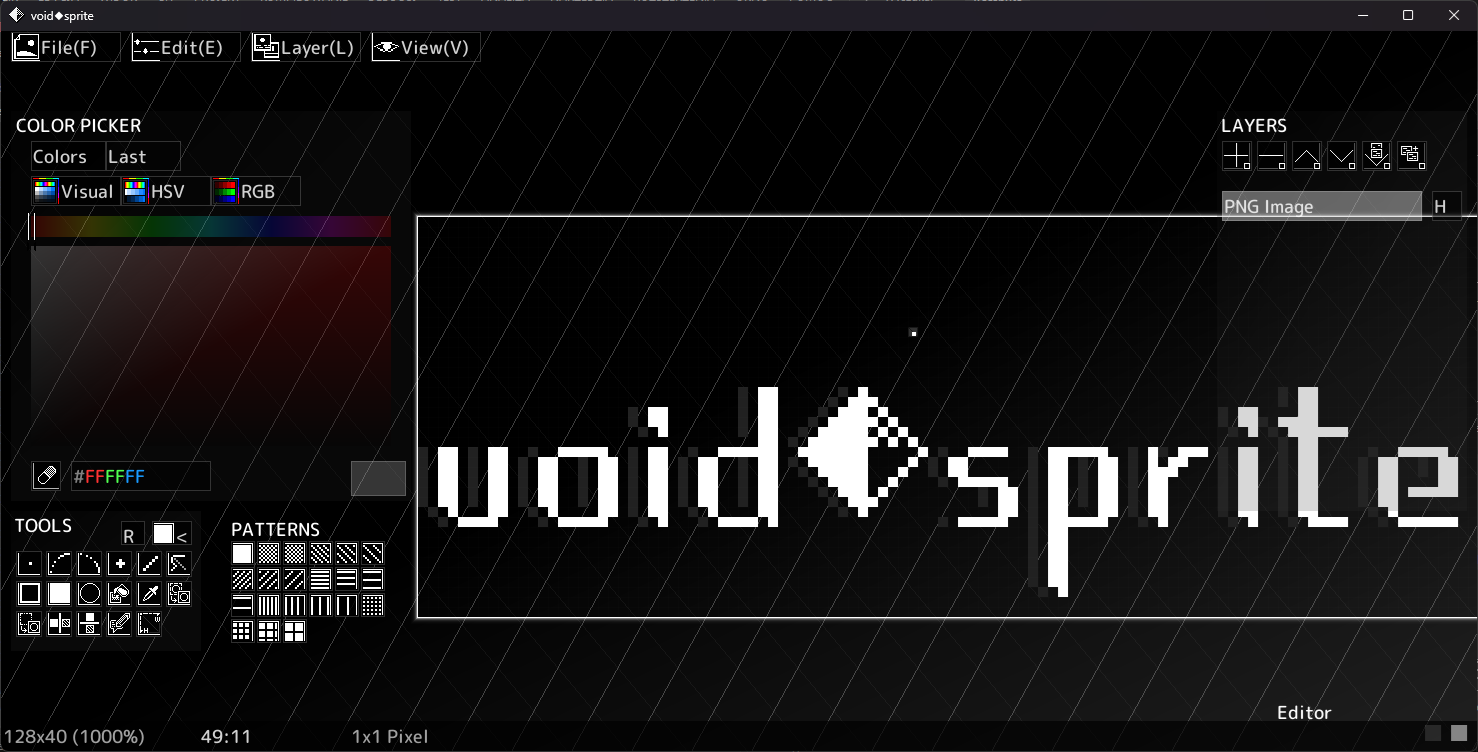 void◆sprite
File(F) Edit(E) Layer(L) View(V)
COLOR PICKER
Colors Last
Visual HSV RGB
#FFFFFF
TOOLS
R <
PATTERNS
LAYERS
PNG Image H
void◆sprite
Editor
128x40 (1000%) 49:11 1x1 Pixel